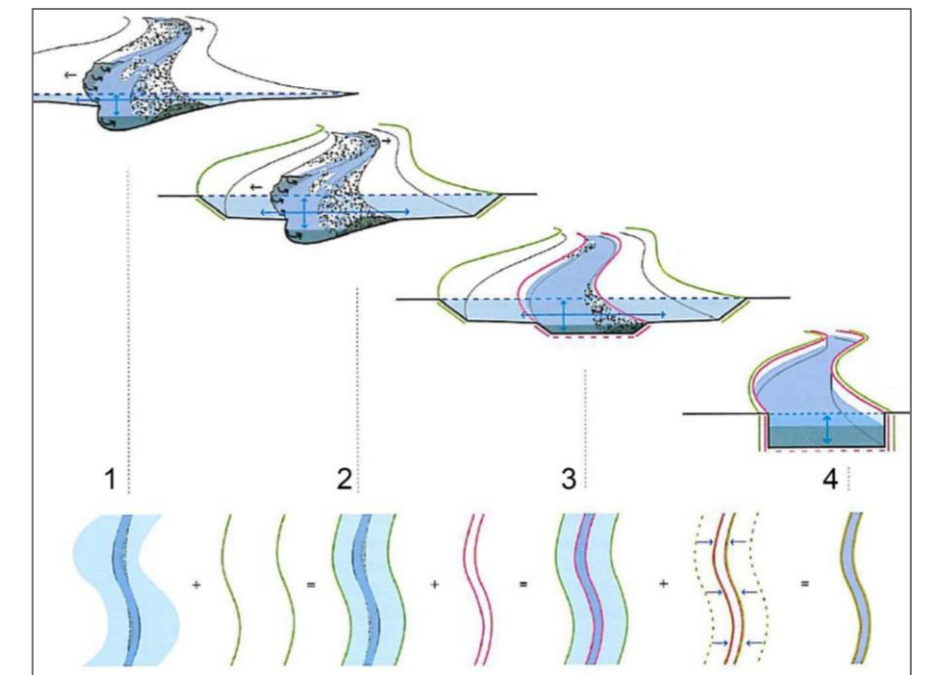 1
2
3
4
+ = + = + =